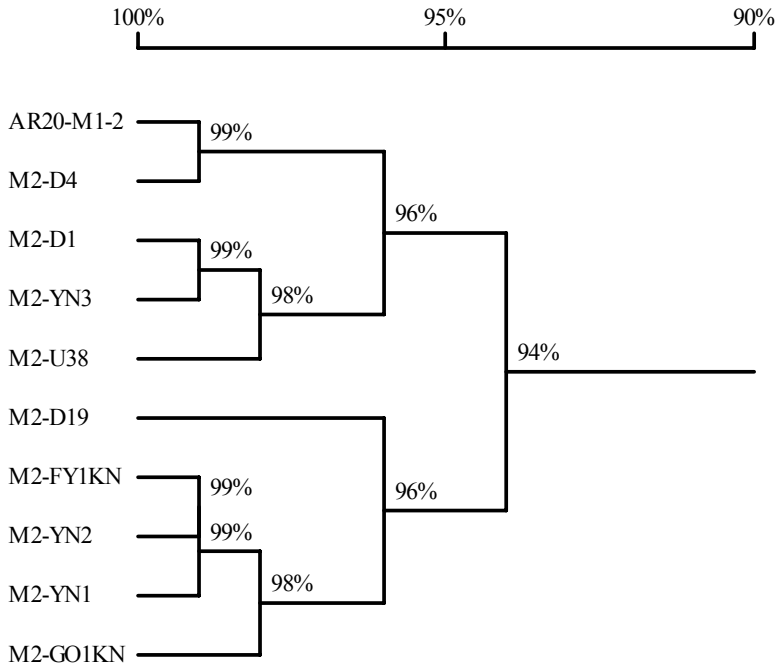 100% 95% 90%
AR20-M1-2
99%
M2-D4
96%
M2-D1
99%
M2-YN3
98%
M2-U38
94%
M2-D19
M2-FY1KN
99%
96%
M2-YN2
99%
M2-YN1
98%
M2-GO1KN